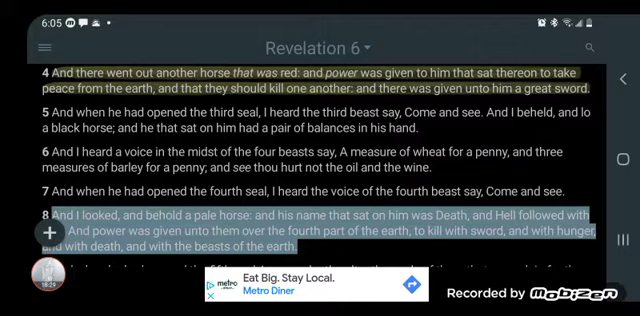 6:05
Revelation 6
4 And there went out another horse that was red: and power was given to him that sat thereon to take
peace from the earth, and that they should kill one another: and there was given unto him a great sword.
5 And when he had opened the third seal, I heard the third beast say, Come and see. And I beheld, and lo
a black horse; and he that sat on him had a pair of balances in his hand.
6 And I heard a voice in the midst of the four beasts say, A measure of wheat for a penny, and three
measures of barley for a penny; and see thou hurt not the oil and the wine.
7 And when he had opened the fourth seal, I heard the voice of the fourth beast say, Come and see.
8 And I looked, and behold a pale horse: and his name that sat on him was Death, and Hell followed with
And power was given unto them over the fourth part of the earth, to kill with sword, and with hunger,
and with death, and with the beasts of the earth.
18:29
metro
diner
Eat Big. Stay Local.
Metro Diner
Recorded by MOBIZEN